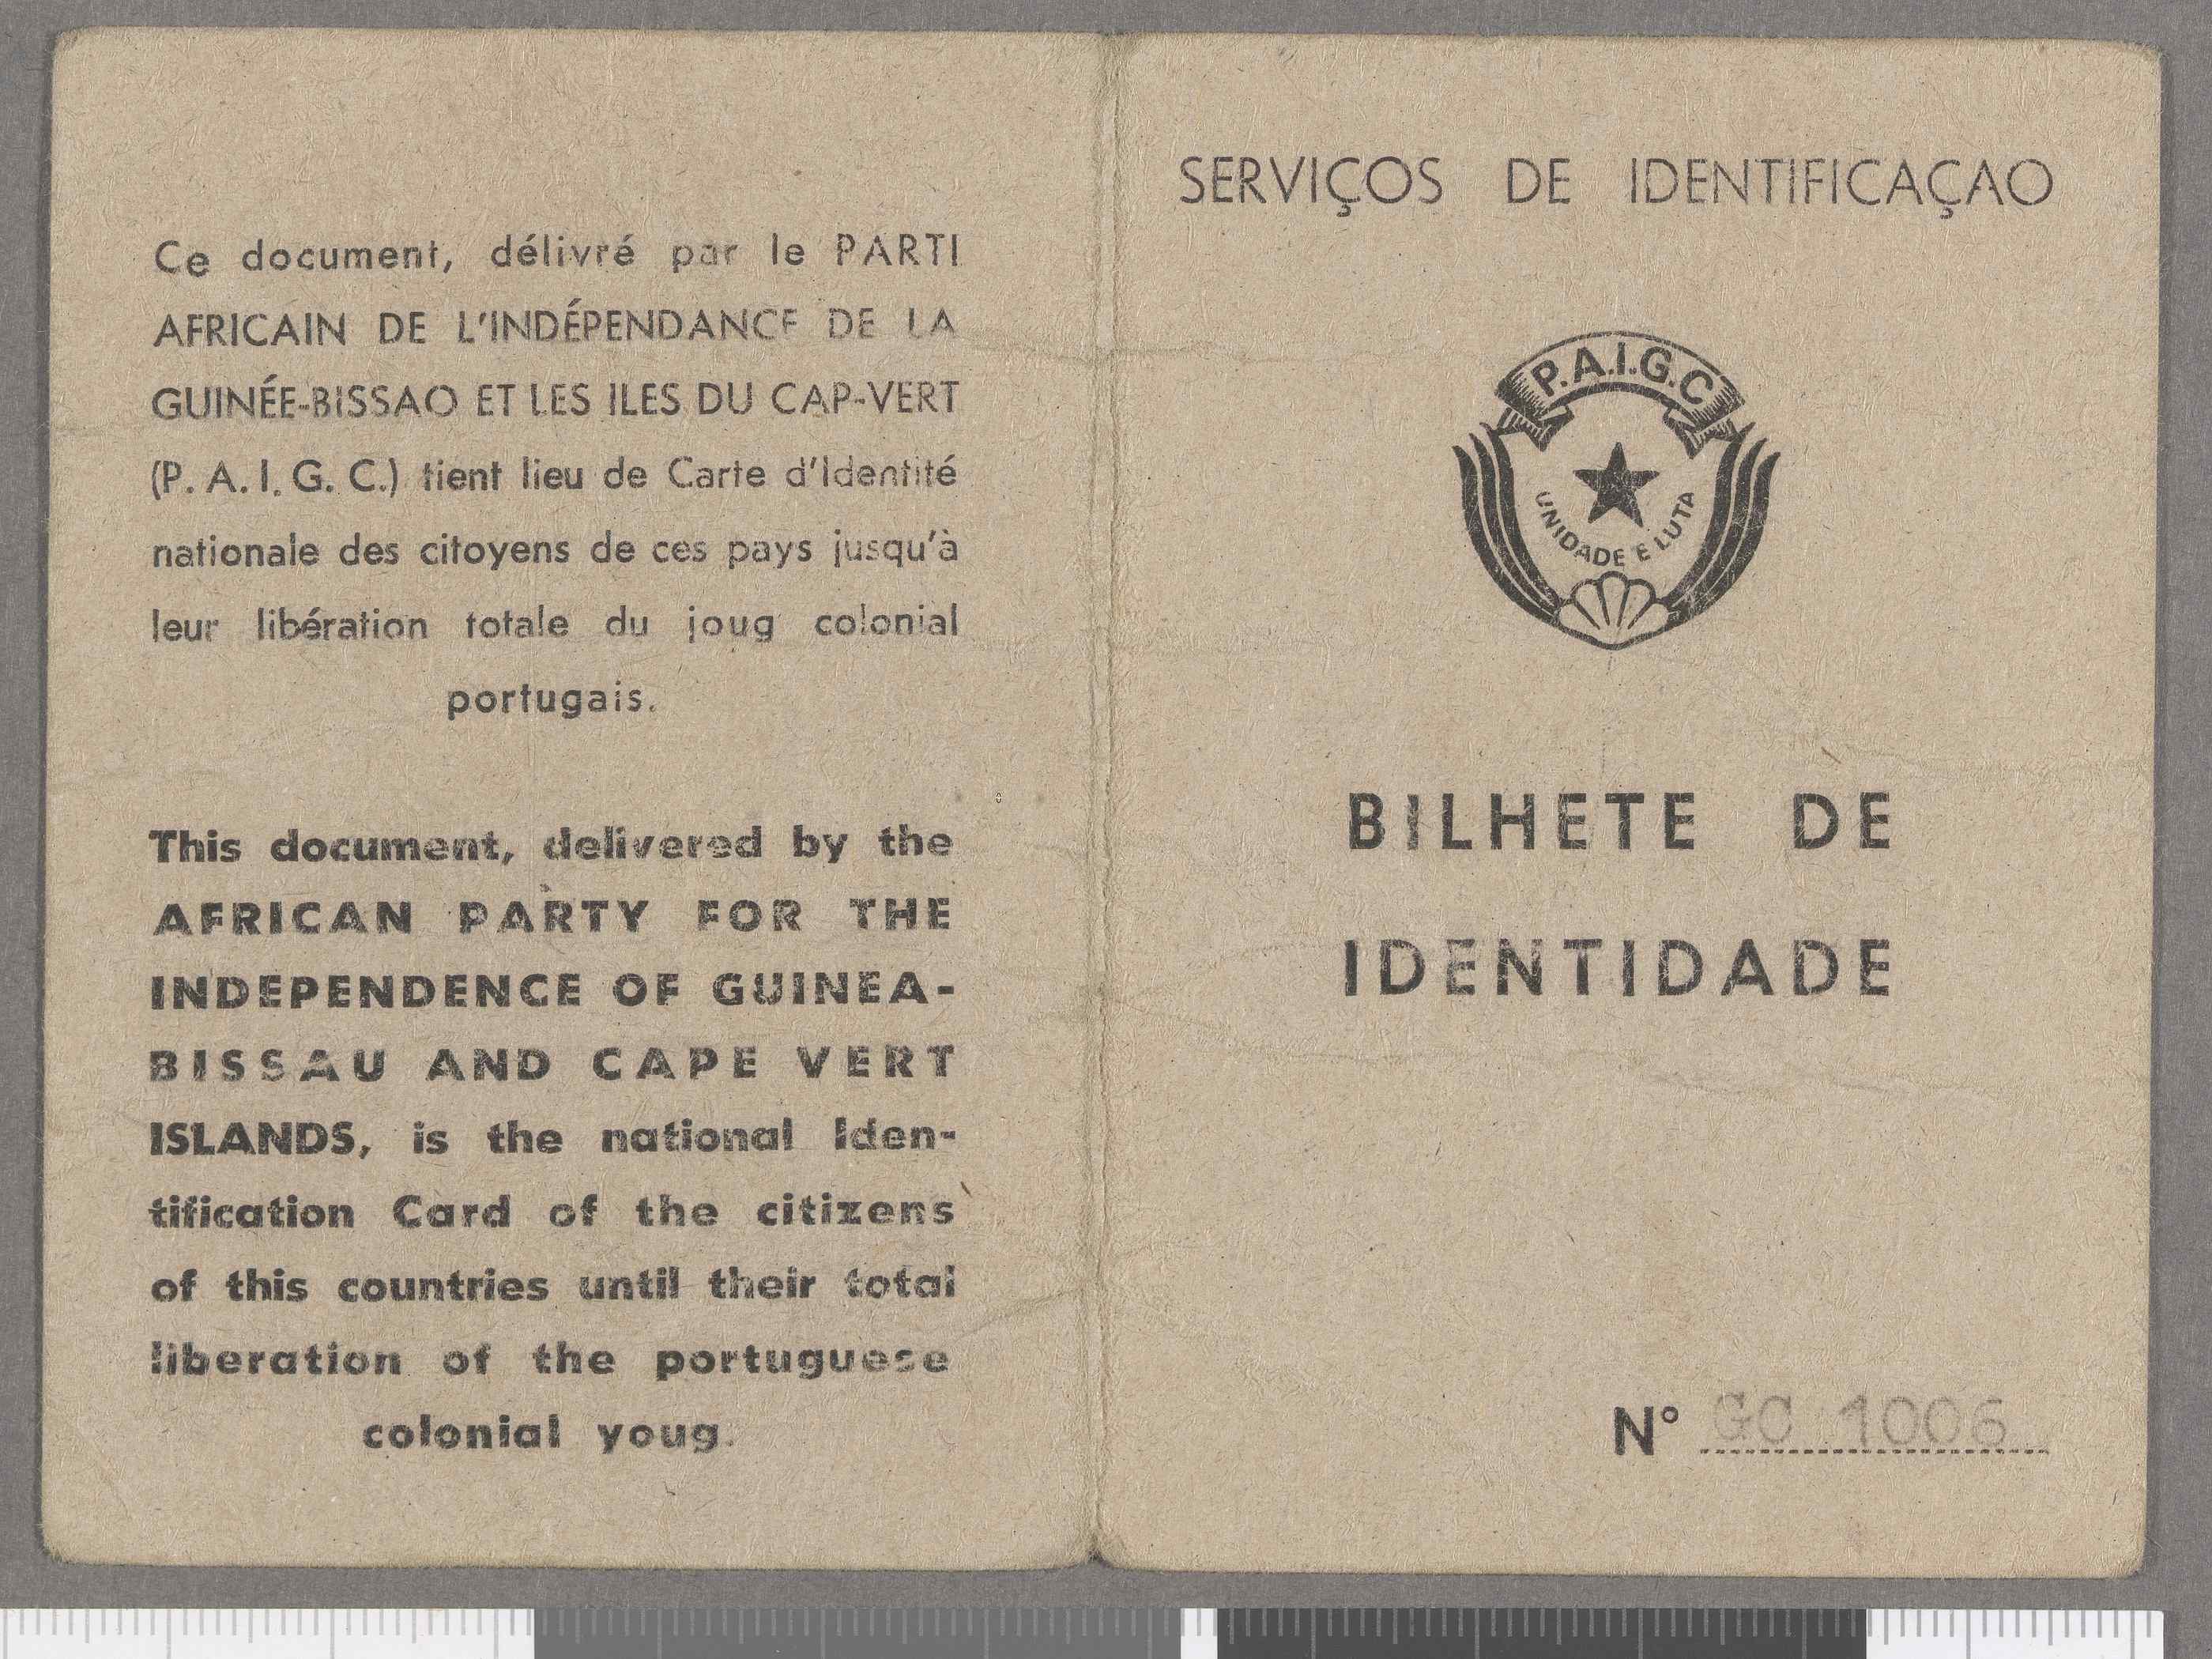 Ce document, délivré par le PARTI
AFRICAIN DE L'INDÉPENDANCE DE LA
GUINÉE-BISSAO ET LES ILES DU CAP-VERT
(P. A. I. G. C.) tient lieu de Carte d'Identité
nationale des citoyens de ces pays jusqu'à
leur libération totale du joug colonial
portugais.
This document, delivered by the
AFRICAN PARTY FOR THE
INDEPENDENCE OF GUINEA-
BISSAU AND CAPE VERT
ISLANDS, is the national Iden-
tification Card of the citizens
of this countries until their total
liberation of the portuguese
colonial youg.
SERVIÇOS DE IDENTIFICAÇAO
P.A.I.G.C
UNIDADE E LUTA
BILHETE DE
IDENTIDADE
N° GC 1006